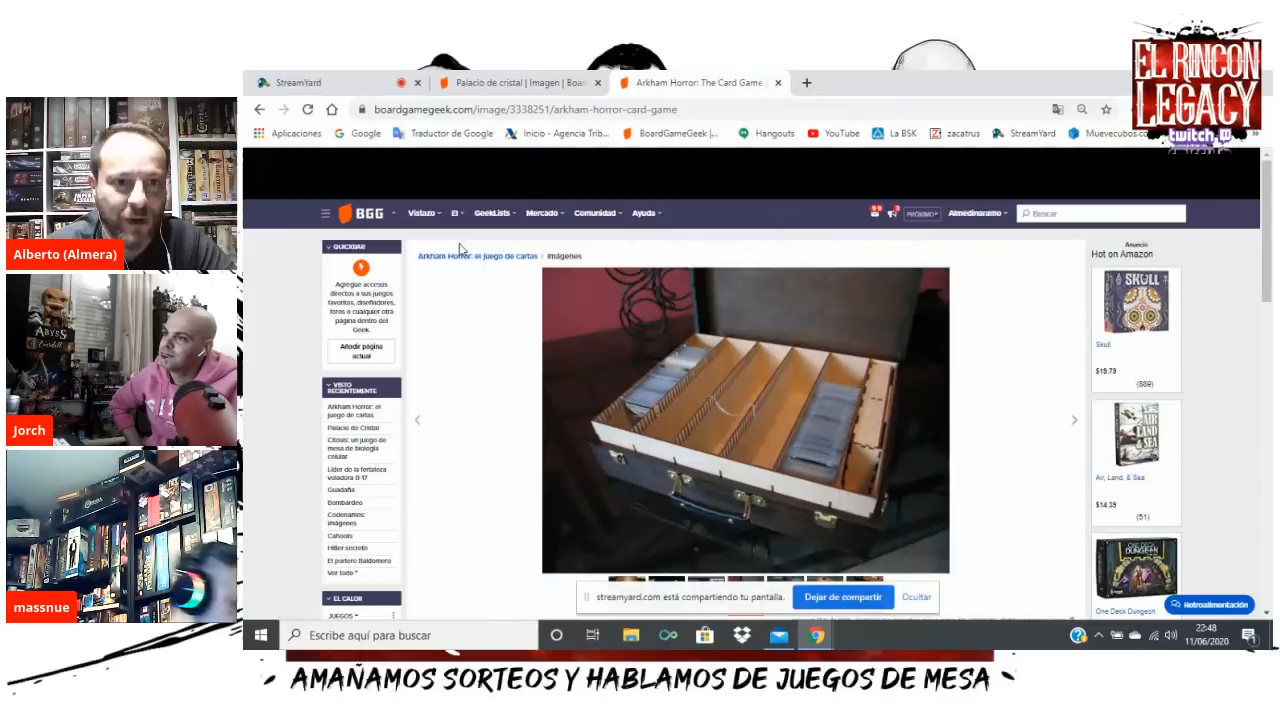 EL RINCON
LEGACY
twitch
StreamYard
Palacio de cristal | Imagen | Boar
Arkham Horror: The Card Game
boardgamegeek.com/image/3338251/arkham-horror-card-game
Aplicaciones
Google
Traductor de Google
Inicio - Agencia Trib...
BoardGameGeek |...
Hangouts
YouTube
La BSK
zacatrus
StreamYard
Muevecubos.co
BGG
Vistazo
El
GeekLists
Mercado
Comunidad
Ayuda
99
3
PRÓXIMO*
Almedinaramo
Buscar
QUICKBAR
Agregue accesos
directos a sus juegos
favoritos, diseñadores,
foros o cualquier otra
página dentro del
Geek.
Añadir página
actual
VISTO
RECIENTEMENTE
Arkham Horror: el
juego de cartas
Palacio de Cristal
Citosis: un juego de
mesa de biología
celular
Líder de la fortaleza
voladora B-17
Guadaña
Bombardeo
Codenames:
imágenes
Cahoots
Hitler secreto
El portero Baldomero
Ver todo "
EL CALOR
JUEGOS
Arkham Horror: el juego de cartas
Imágenes
Anuncio
Hot on Amazon
SKULL
Skull
$19.79
(889)
AIR
LAND
& SEA
Air, Land, & Sea
$14.39
(51)
ONE DECK
DUNGEON
One Deck Dungeon
Retroalimentación
streamyard.com está compartiendo tu pantalla.
Dejar de compartir
Ocultar
Escribe aquí para buscar
22:48
11/06/2020
Alberto (Almera)
ABYSS
Everdell
Jorch
massnue
AMAÑAMOS SORTEOS Y HABLAMOS DE JUEGOS DE MESA